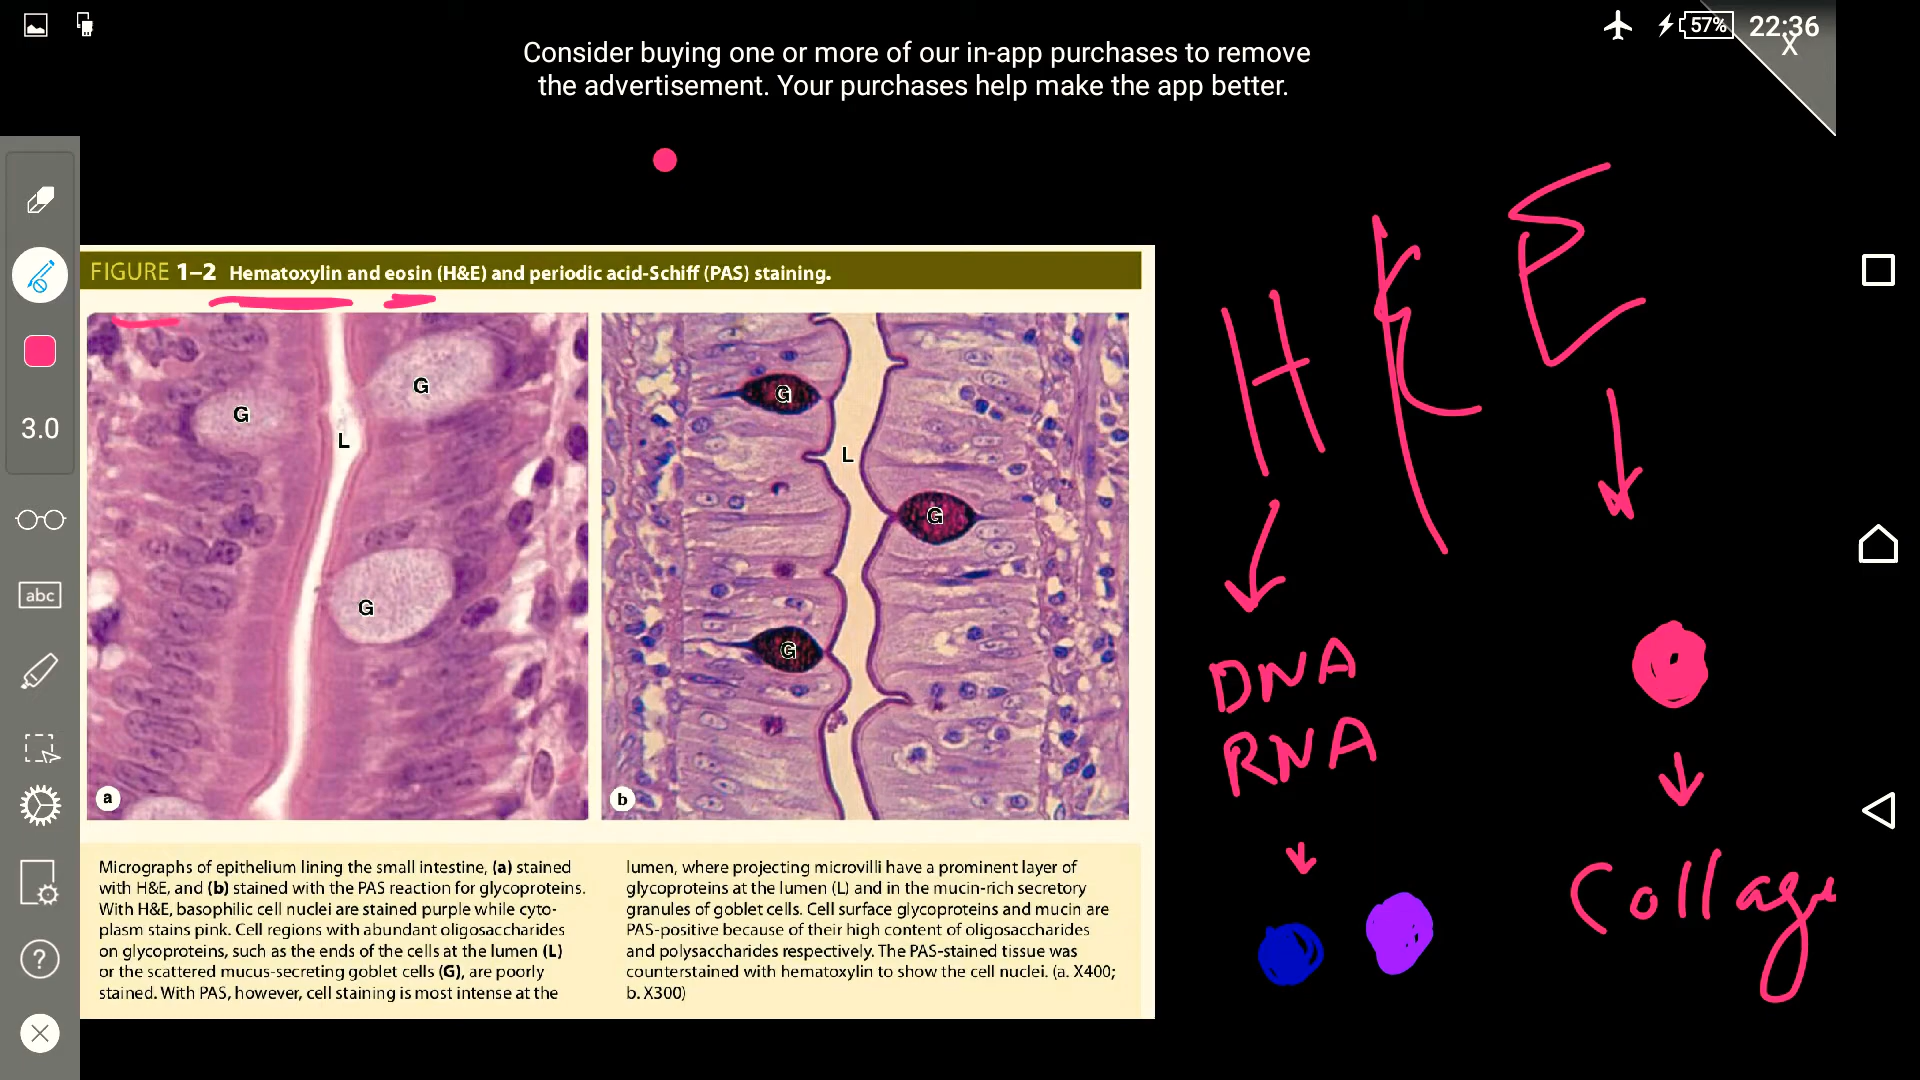 57% 22:36
X
Consider buying one or more of our in-app purchases to remove
the advertisement. Your purchases help make the app better.
3.0
abc
?
FIGURE 1–2 Hematoxylin and eosin (H&E) and periodic acid-Schiff (PAS) staining.
G
G
L
G
a
G
L
G
G
b
Micrographs of epithelium lining the small intestine, (a) stained
with H&E, and (b) stained with the PAS reaction for glycoproteins.
With H&E, basophilic cell nuclei are stained purple while cyto-
plasm stains pink. Cell regions with abundant oligosaccharides
on glycoproteins, such as the ends of the cells at the lumen (L)
or the scattered mucus-secreting goblet cells (G), are poorly
stained. With PAS, however, cell staining is most intense at the
lumen, where projecting microvilli have a prominent layer of
glycoproteins at the lumen (L) and in the mucin-rich secretory
granules of goblet cells. Cell surface glycoproteins and mucin are
PAS-positive because of their high content of oligosaccharides
and polysaccharides respectively. The PAS-stained tissue was
counterstained with hematoxylin to show the cell nuclei. (a. X400;
b. X300)
H & E
DNA
RNA
Collage